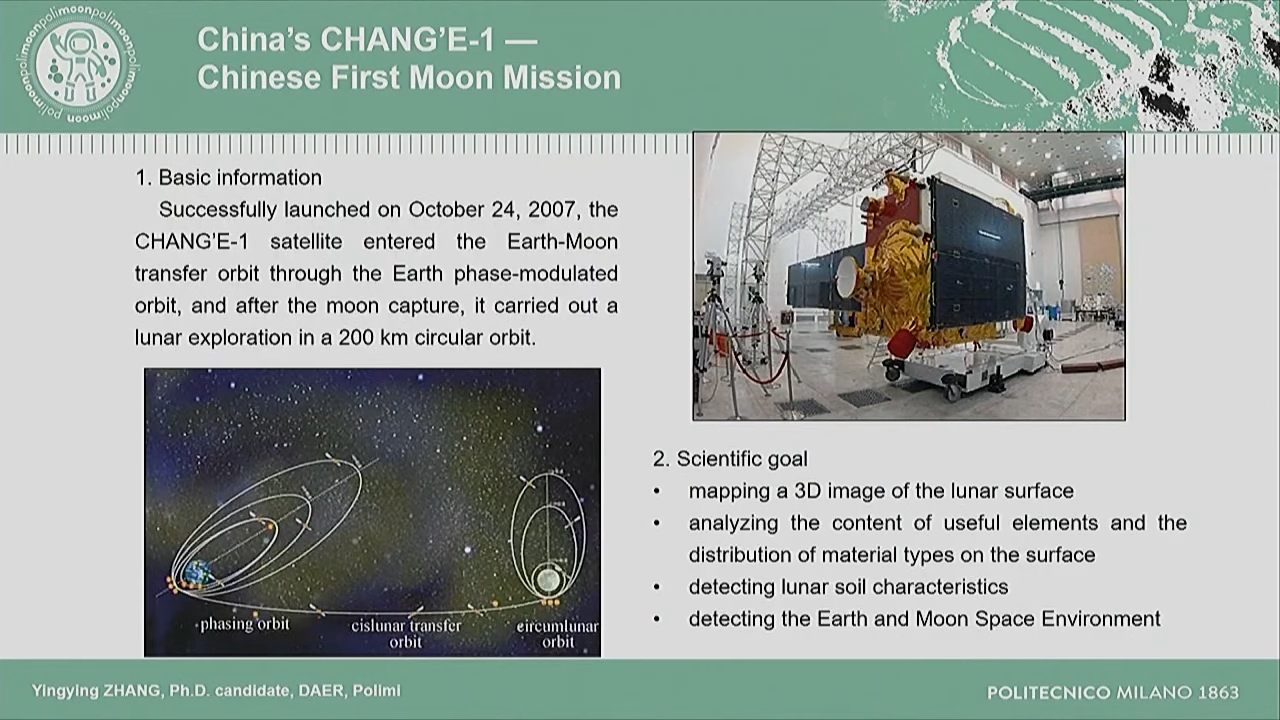 moonpolimoonpolimoonpolimoonpoli
China's CHANG'E-1 —
Chinese First Moon Mission
1. Basic information
Successfully launched on October 24, 2007, the
CHANG'E-1 satellite entered the Earth-Moon
transfer orbit through the Earth phase-modulated
orbit, and after the moon capture, it carried out a
lunar exploration in a 200 km circular orbit.
phasing orbit
cislunar transfer
orbit
circumlunar
orbit
2. Scientific goal
• mapping a 3D image of the lunar surface
• analyzing the content of useful elements and the
distribution of material types on the surface
• detecting lunar soil characteristics
• detecting the Earth and Moon Space Environment
Yingying ZHANG, Ph.D. candidate, DAER, Polimi
POLITECNICO MILANO 1863